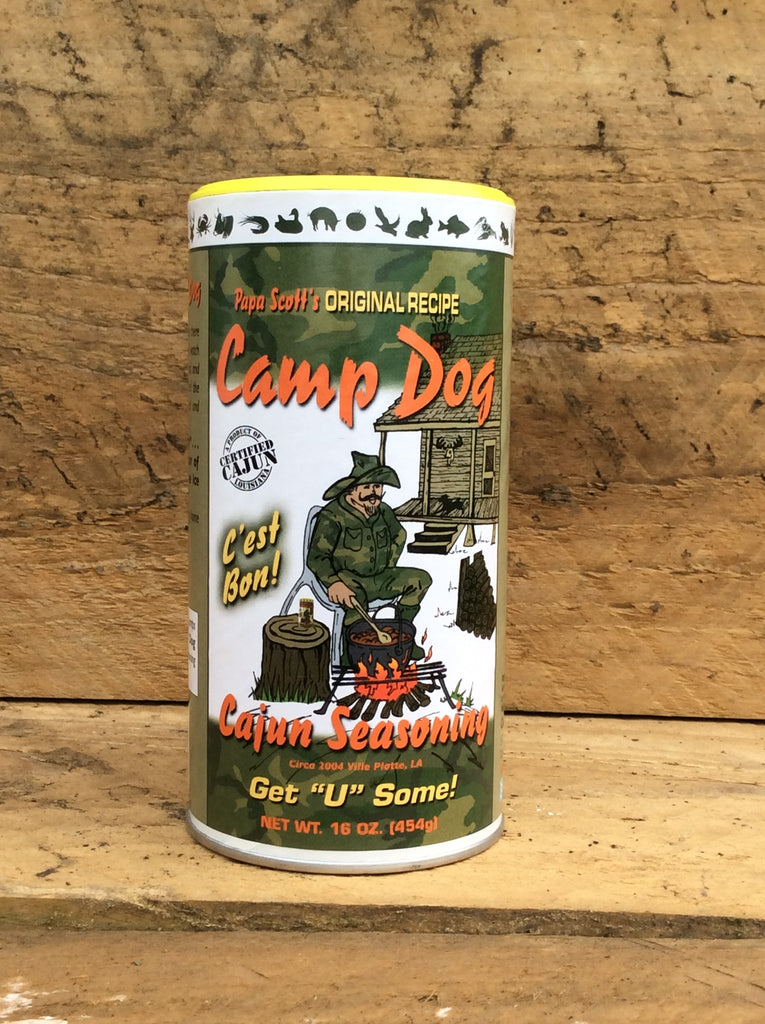 Papa Scott's ORIGINAL RECIPE
Camp Dog
A PRODUCT OF
CERTIFIED
CAJUN
LOUISIANA
C'est
Bon!
Cajun Seasoning
Circa 2004 Ville Platte, LA
Get "U" Some!
NET WT. 16 OZ. (454g)